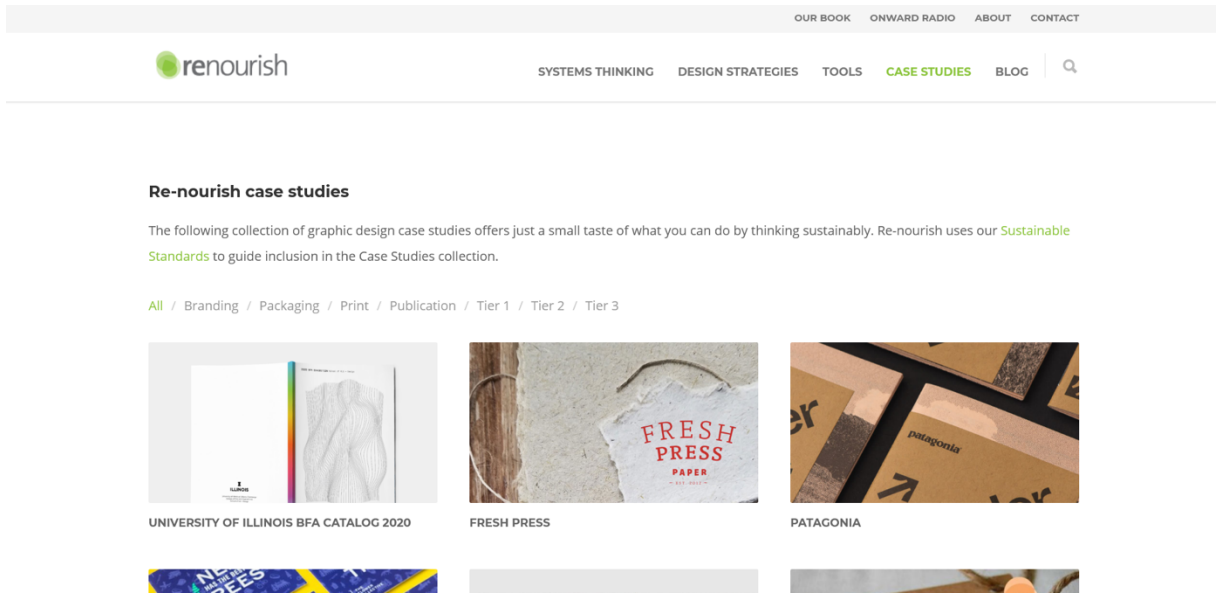 OUR BOOK ONWARD RADIO ABOUT CONTACT
renourish
SYSTEMS THINKING DESIGN STRATEGIES TOOLS CASE STUDIES BLOG
Re-nourish case studies
The following collection of graphic design case studies offers just a small taste of what you can do by thinking sustainably. Re-nourish uses our Sustainable
Standards to guide inclusion in the Case Studies collection.
All / Branding / Packaging / Print / Publication / Tier 1 / Tier 2 / Tier 3
ILLINOIS
FRESH
PRESS
PAPER
patagonia
UNIVERSITY OF ILLINOIS BFA CATALOG 2020
FRESH PRESS
PATAGONIA